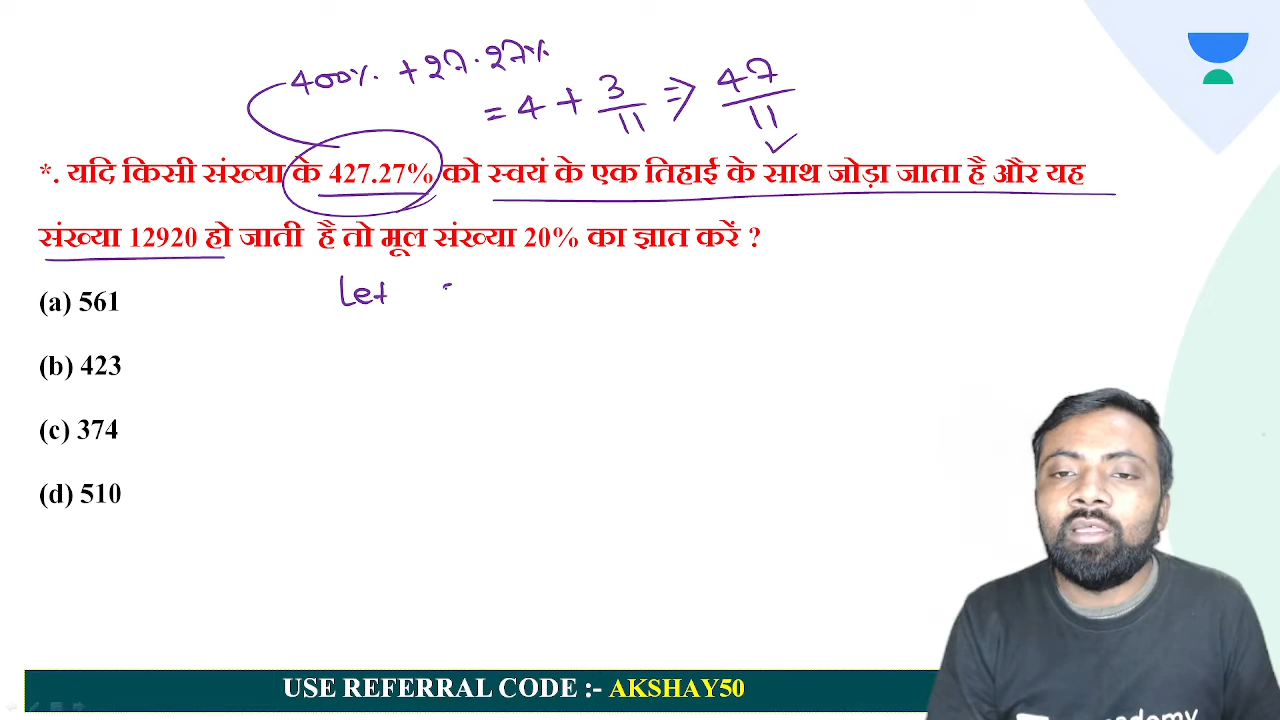 400% + 27.27%
= 4 + 3/11 ⇒ 47/11
*. यदि किसी संख्या के 427.27% को स्वयं के एक तिहाई के साथ जोड़ा जाता है और यह
संख्या 12920 हो जाती है तो मूल संख्या 20% का ज्ञात करें ?
Let
(a) 561
(b) 423
(c) 374
(d) 510
USE REFERRAL CODE :- AKSHAY50